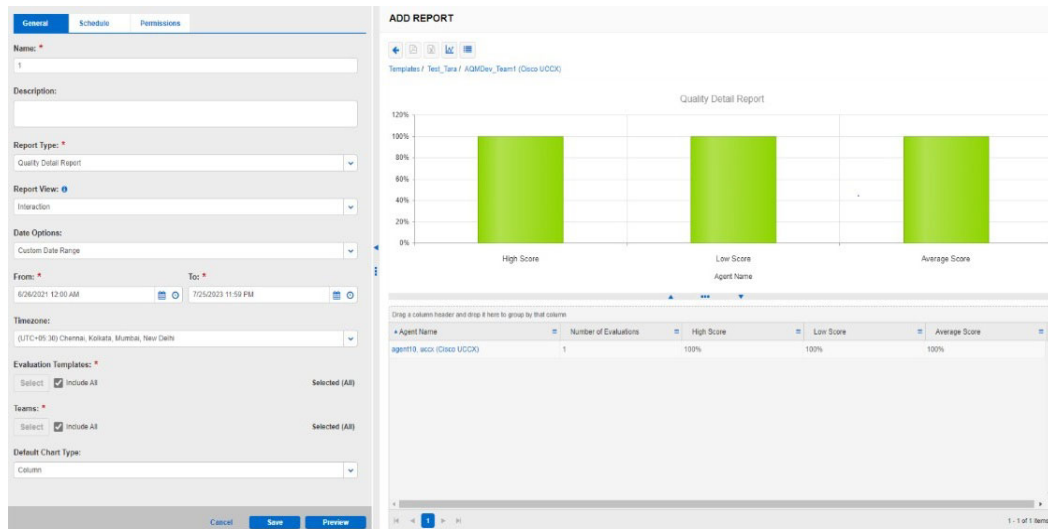 General Schedule Permissions
Name: *
1
Description:
Report Type: *
Quality Detail Report
Report View:
Interaction
Date Options:
Custom Date Range
From: * To: *
6/26/2021 12:00 AM 7/25/2023 11:59 PM
Timezone:
(UTC+05:30) Chennai, Kolkata, Mumbai, New Delhi
Evaluation Templates: *
Select Include All Selected (All)
Teams: *
Select Include All Selected (All)
Default Chart Type:
Column
Cancel Save Preview
ADD REPORT
Templates / Test_Tara / AQMDev_Team1 (Cisco UCCX)
Quality Detail Report
120%
100%
80%
60%
40%
20%
0%
High Score Low Score Average Score
Agent Name
Drag a column header and drop it here to group by that column
Agent Name Number of Evaluations High Score Low Score Average Score
agent10, uccx (Cisco UCCX) 1 100% 100% 100%
1
1 - 1 of 1 items